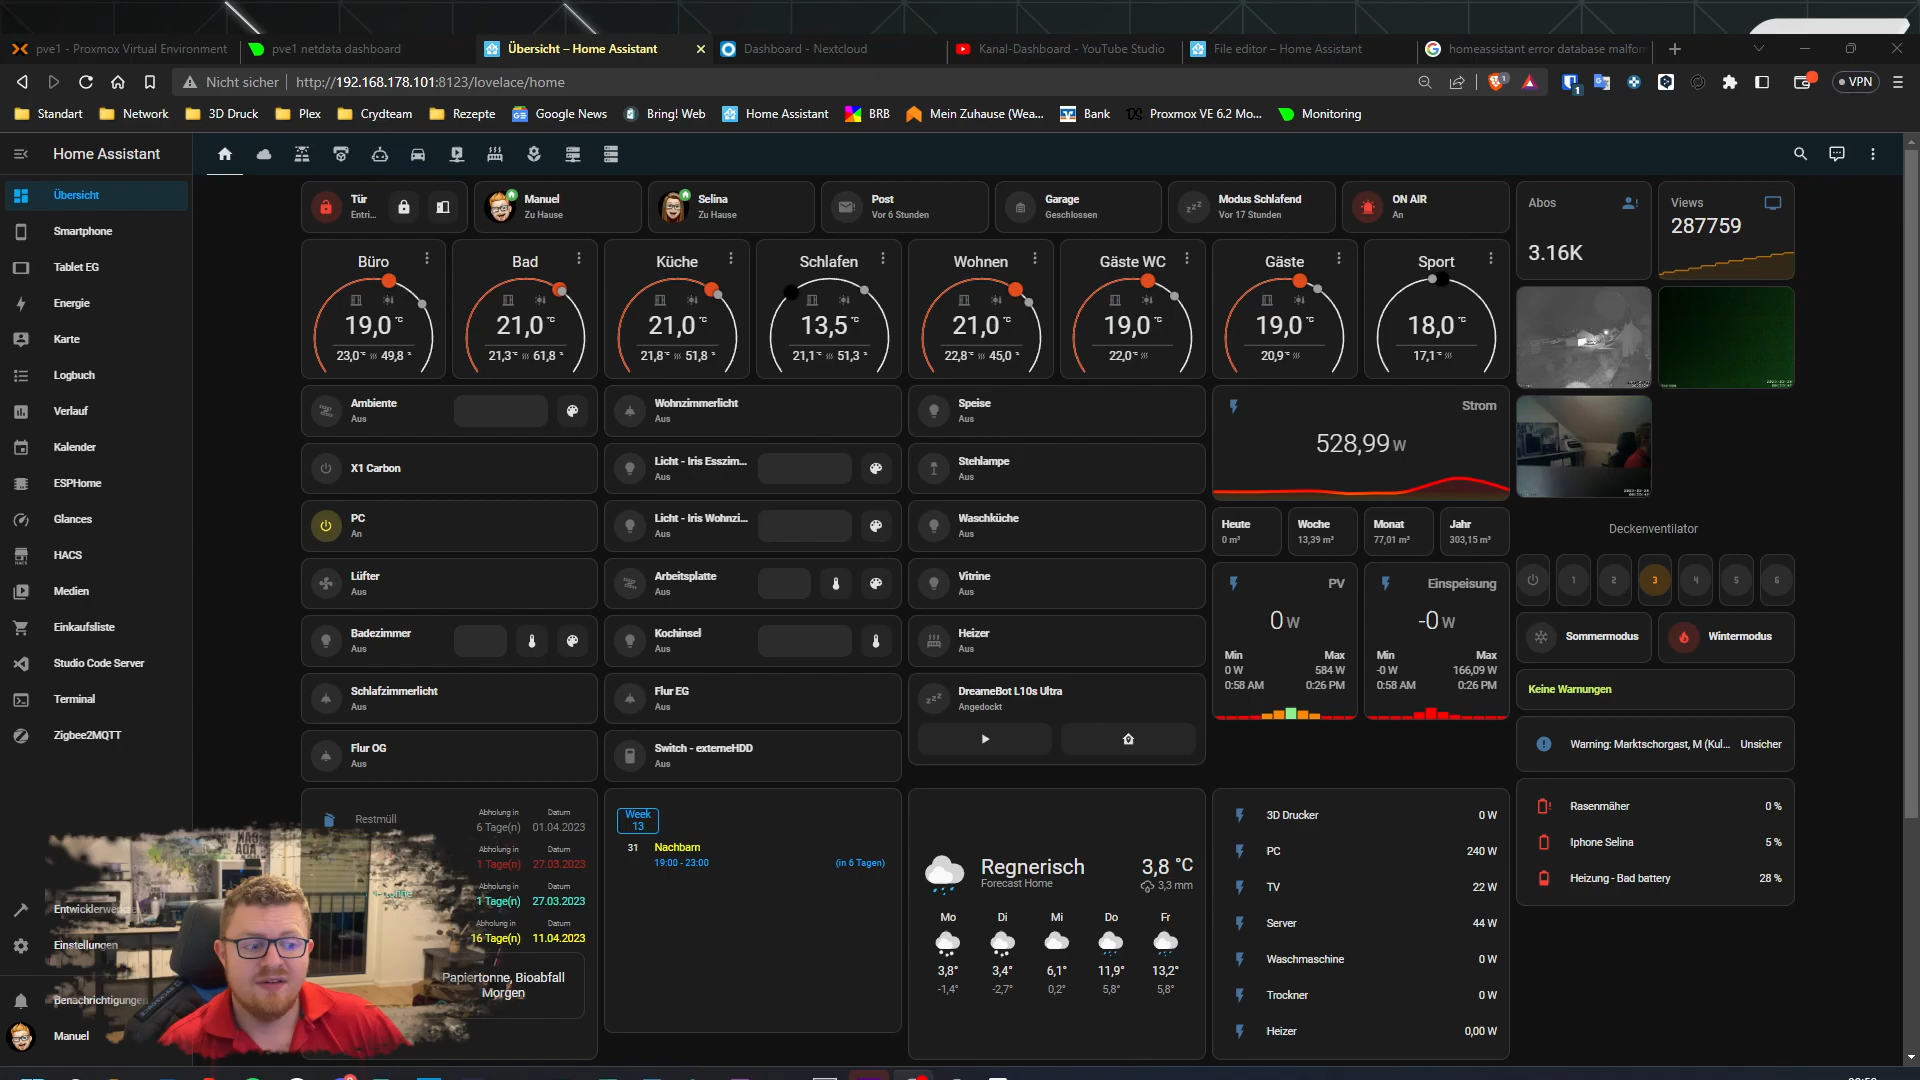 pve1 - Proxmox Virtual Environment
pve1 netdata dashboard
Übersicht – Home Assistant
Dashboard - Nextcloud
Kanal-Dashboard - YouTube Studio
File editor – Home Assistant
homeassistant error database malfor
Nicht sicher
http://192.168.178.101:8123/lovelace/home
VPN
Standart
Network
3D Druck
Plex
Crydteam
Rezepte
Google News
Bring! Web
Home Assistant
BRB
Mein Zuhause (Wea...
Bank
Proxmox VE 6.2 Mo...
Monitoring
Home Assistant
Übersicht
Smartphone
Tablet EG
Energie
Karte
Logbuch
Verlauf
Kalender
ESPHome
Glances
HACS
Medien
Einkaufsliste
Studio Code Server
Terminal
Zigbee2MQTT
Einstellungen
Benachrichtigungen
Manuel
Tür
Entri...
Manuel
Zu Hause
Selina
Zu Hause
Post
Vor 6 Stunden
Garage
Geschlossen
Modus Schlafend
Vor 17 Stunden
ON AIR
An
Abos
3.16K
Views
287759
Büro
19,0 °C
23,0 °C 49,8 %
Bad
21,0 °C
21,3 °C 61,8 %
Küche
21,0 °C
21,8 °C 51,8 %
Schlafen
13,5 °C
21,1 °C 51,3 %
Wohnen
21,0 °C
22,8 °C 45,0 %
Gäste WC
19,0 °C
22,0 °C
Gäste
19,0 °C
20,9 °C
Sport
18,0 °C
17,1 °C
Ambiente
Aus
X1 Carbon
PC
An
Lüfter
Aus
Badezimmer
Aus
Schlafzimmerlicht
Aus
Flur OG
Aus
Wohnzimmerlicht
Aus
Licht - Iris Esszim...
Aus
Licht - Iris Wohnzi...
Aus
Arbeitsplatte
Aus
Kochinsel
Aus
Flur EG
Aus
Switch - externeHDD
Aus
Speise
Aus
Stehlampe
Aus
Waschküche
Aus
Vitrine
Aus
Heizer
Aus
DreameBot L10s Ultra
Angedockt
Strom
528,99 W
Heute
0 m³
Woche
13,39 m³
Monat
77,01 m³
Jahr
303,15 m³
PV
0 W
Min Max
0 W 584 W
0:58 AM 0:26 PM
Einspeisung
-0 W
Min Max
-0 W 166,09 W
0:58 AM 0:26 PM
Deckenventilator
1 2 3 4 5 6
Sommermodus
Wintermodus
Keine Warnungen
Warning: Marktschorgast, M (Kul... Unsicher
Rasenmäher 0 %
Iphone Selina 5 %
Heizung - Bad battery 28 %
Restmüll
Abholung in Datum
6 Tage(n) 01.04.2023
Abholung in Datum
1 Tage(n) 27.03.2023
Abholung in Datum
1 Tage(n) 27.03.2023
Abholung in Datum
16 Tage(n) 11.04.2023
Papiertonne, Bioabfall
Morgen
Week
13
31 Nachbarn
19:00 - 23:00 (in 6 Tagen)
Regnerisch
Forecast Home
3,8 °C
3,3 mm
Mo Di Mi Do Fr
3,8° 3,4° 6,1° 11,9° 13,2°
-1,4° -2,7° 0,2° 5,8° 5,8°
3D Drucker 0 W
PC 240 W
TV 22 W
Server 44 W
Waschmaschine 0 W
Trockner 0 W
Heizer 0,00 W